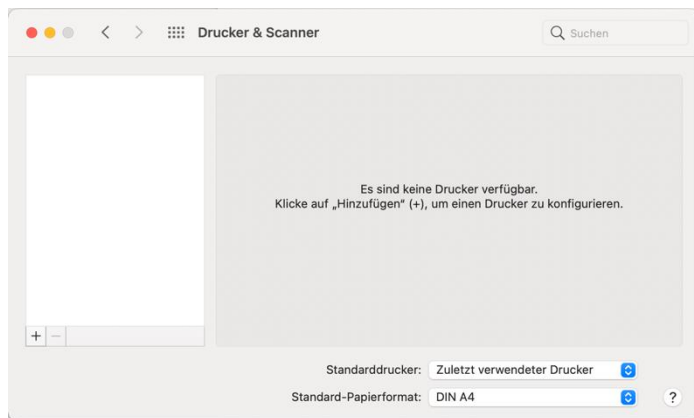 Drucker & Scanner
Suchen
Es sind keine Drucker verfügbar.
Klicke auf „Hinzufügen“ (+), um einen Drucker zu konfigurieren.
+ −
Standarddrucker: Zuletzt verwendeter Drucker
Standard-Papierformat: DIN A4
?